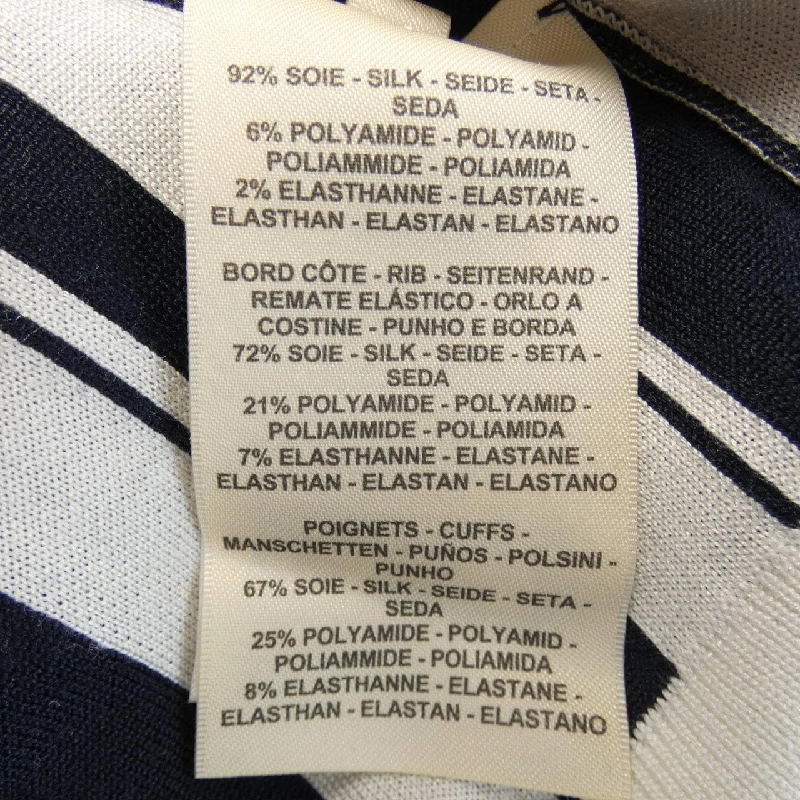 92% SOIE - SILK - SEIDE - SETA -
SEDA
6% POLYAMIDE - POLYAMID -
POLIAMMIDE - POLIAMIDA
2% ELASTHANNE - ELASTANE -
ELASTHAN - ELASTAN - ELASTANO
BORD CÔTE - RIB - SEITENRAND -
REMATE ELÁSTICO - ORLO A
COSTINE - PUNHO E BORDA
72% SOIE - SILK - SEIDE - SETA -
SEDA
21% POLYAMIDE - POLYAMID -
POLIAMMIDE - POLIAMIDA
7% ELASTHANNE - ELASTANE -
ELASTHAN - ELASTAN - ELASTANO
POIGNETS - CUFFS -
MANSCHETTEN - PUÑOS - POLSINI -
PUNHO
67% SOIE - SILK - SEIDE - SETA -
SEDA
25% POLYAMIDE - POLYAMID -
POLIAMMIDE - POLIAMIDA
8% ELASTHANNE - ELASTANE -
ELASTHAN - ELASTAN - ELASTANO